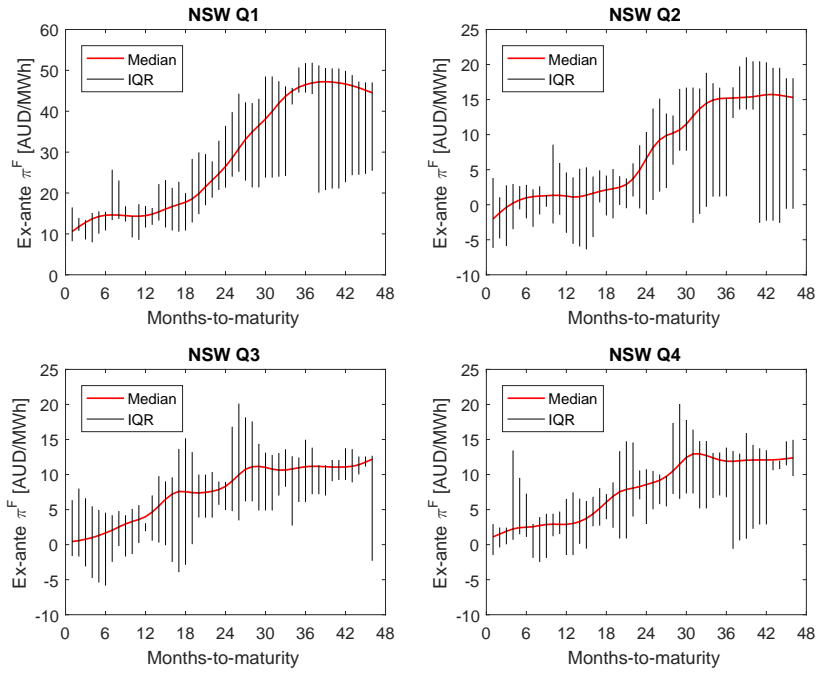 NSW Q1
Ex-ante π^F [AUD/MWh]
60
50
40
30
20
10
0
Median
IQR
0 6 12 18 24 30 36 42 48
Months-to-maturity
NSW Q2
Ex-ante π^F [AUD/MWh]
25
20
15
10
5
0
-5
-10
Median
IQR
0 6 12 18 24 30 36 42 48
Months-to-maturity
NSW Q3
Ex-ante π^F [AUD/MWh]
25
20
15
10
5
0
-5
-10
Median
IQR
0 6 12 18 24 30 36 42 48
Months-to-maturity
NSW Q4
Ex-ante π^F [AUD/MWh]
25
20
15
10
5
0
-5
-10
Median
IQR
0 6 12 18 24 30 36 42 48
Months-to-maturity